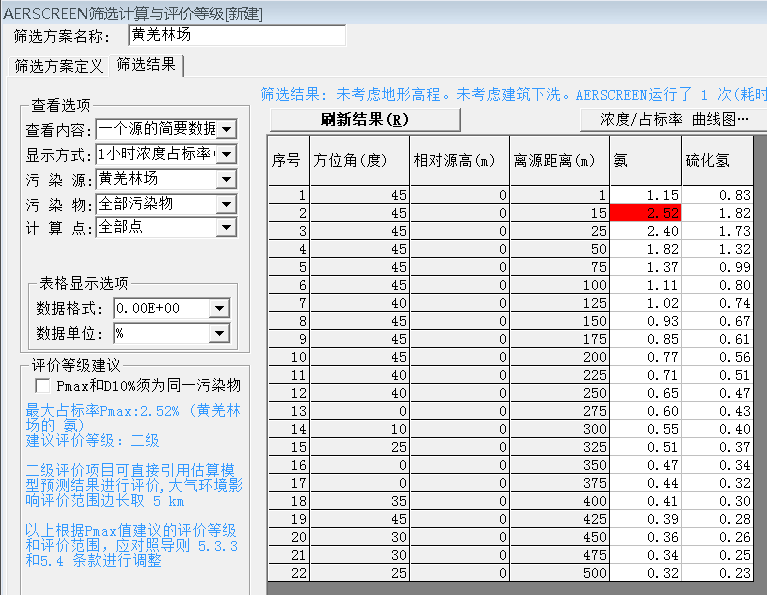 AERSCREEN筛选计算与评价等级[新建]
筛选方案名称: 黄羌林场
筛选方案定义 筛选结果
筛选结果: 未考虑地形高程。未考虑建筑下洗。AERSCREEN运行了 1 次(耗时
刷新结果(R) 浓度/占标率 曲线图…
查看选项
查看内容: 一个源的简要数据
显示方式: 1小时浓度占标率
污 染 源: 黄羌林场
污 染 物: 全部污染物
计 算 点: 全部点
表格显示选项
数据格式: 0.00E+00
数据单位: %
评价等级建议
Pmax和D10%须为同一污染物
最大占标率Pmax:2.52% (黄羌林
场的 氨)
建议评价等级: 二级
二级评价项目可直接引用估算模
型预测结果进行评价,大气环境影
响评价范围边长取 5 km
以上根据Pmax值建议的评价等级
和评价范围, 应对照导则 5.3.3
和5.4 条款进行调整
序号 方位角(度) 相对源高(m) 离源距离(m) 氨 硫化氢
1 45 0 1 1.15 0.83
2 45 0 15 2.52 1.82
3 45 0 25 2.40 1.73
4 45 0 50 1.82 1.32
5 45 0 75 1.37 0.99
6 45 0 100 1.11 0.80
7 40 0 125 1.02 0.74
8 45 0 150 0.93 0.67
9 45 0 175 0.85 0.61
10 45 0 200 0.77 0.56
11 40 0 225 0.71 0.51
12 40 0 250 0.65 0.47
13 0 0 275 0.60 0.43
14 10 0 300 0.55 0.40
15 25 0 325 0.51 0.37
16 0 0 350 0.47 0.34
17 0 0 375 0.44 0.32
18 35 0 400 0.41 0.30
19 45 0 425 0.39 0.28
20 30 0 450 0.36 0.26
21 30 0 475 0.34 0.25
22 25 0 500 0.32 0.23